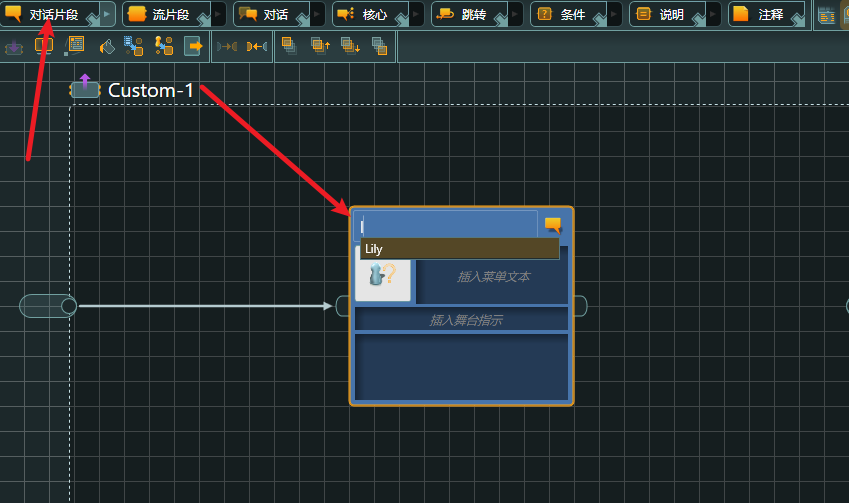 对话片段 流片段 对话 核心 跳转 条件 说明 注释
Custom-1
l
Lily
插入菜单文本
插入舞台指示